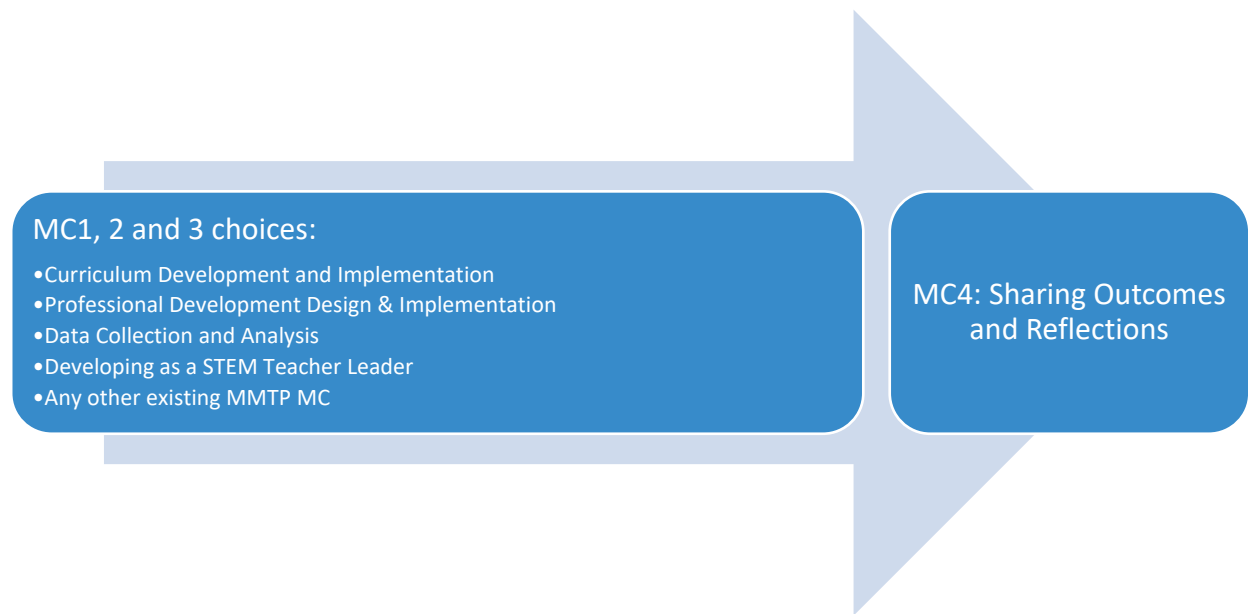 MC1, 2 and 3 choices:
•Curriculum Development and Implementation
•Professional Development Design & Implementation
•Data Collection and Analysis
•Developing as a STEM Teacher Leader
•Any other existing MMTP MC
MC4: Sharing Outcomes
and Reflections